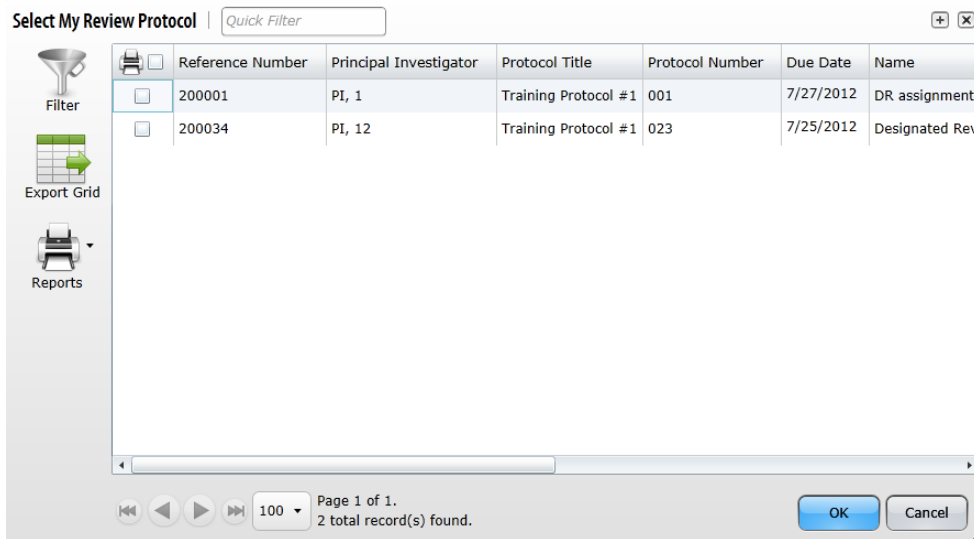 Select My Review Protocol | Quick Filter
Filter
Export Grid
Reports
Reference Number Principal Investigator Protocol Title Protocol Number Due Date Name
200001 PI, 1 Training Protocol #1 001 7/27/2012 DR assignment
200034 PI, 12 Training Protocol #1 023 7/25/2012 Designated Rev
100
Page 1 of 1.
2 total record(s) found.
OK Cancel